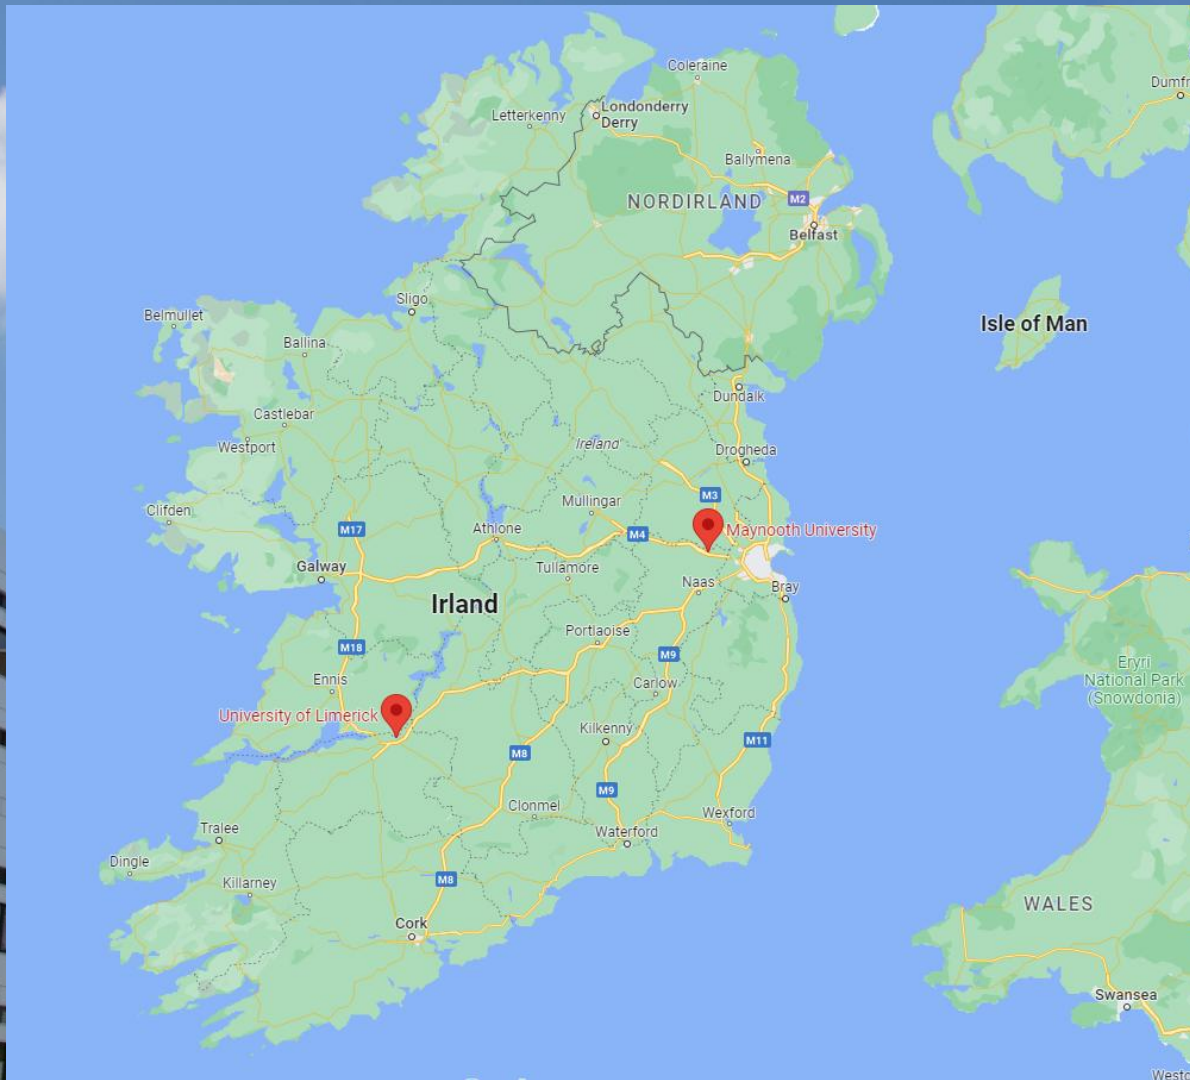 Coleraine
Dumfr
Londonderry
Derry
Letterkenny
Ballymena
NORDIRLAND
M2
Belfast
Sligo
Belmullet
Isle of Man
Ballina
Dundalk
Castlebar
Westport
Ireland
Drogheda
M3
Mullingar
Clifden
M17
Athlone
M4
Maynooth University
Galway
Tullamore
Naas
Bray
Irland
Portlaoise
M18
M9
Eryri
National Park
(Snowdonia)
Ennis
Carlow
University of Limerick
Kilkenny
M11
M8
M9
Clonmel
Wexford
Tralee
Waterford
Dingle
Killarney
M8
WALES
Cork
Swansea
Westo